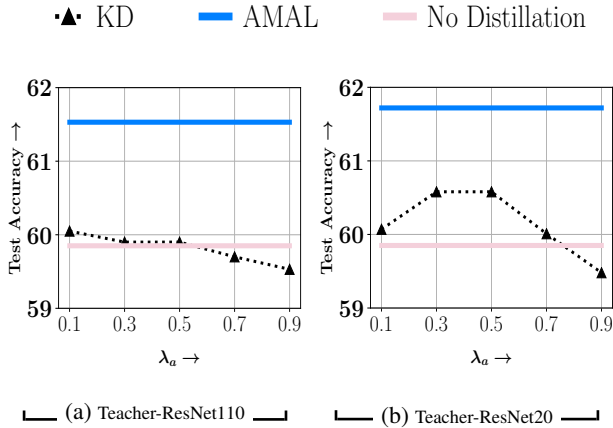 KD AMAL No Distillation
62
61
60
59
Test Accuracy →
0.1 0.3 0.5 0.7 0.9
λa →
(a) Teacher-ResNet110
62
61
60
59
Test Accuracy →
0.1 0.3 0.5 0.7 0.9
λa →
(b) Teacher-ResNet20